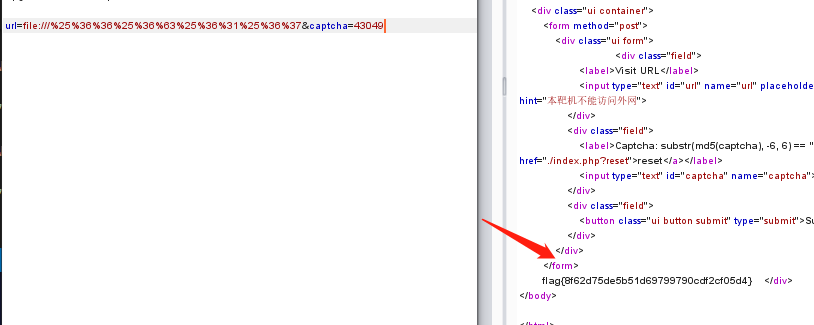 url=file:///%25%36%36%25%36%63%25%36%31%25%36%37&captcha=43049
<div class="ui container">
<form method="post">
<div class="ui form">
<div class="field">
<label>Visit URL</label>
<input type="text" id="url" name="url" placeholde
hint="本靶机不能访问外网">
</div>
<div class="field">
<label>Captcha: substr(md5(captcha), -6, 6) == "
href="./index.php?reset">reset</a></label>
<input type="text" id="captcha" name="captcha">
</div>
<div class="field">
<button class="ui button submit" type="submit">Su
</div>
</div>
</form>
flag{8f62d75de5b51d69799790cdf2cf05d4} </div>
</body>
</html>